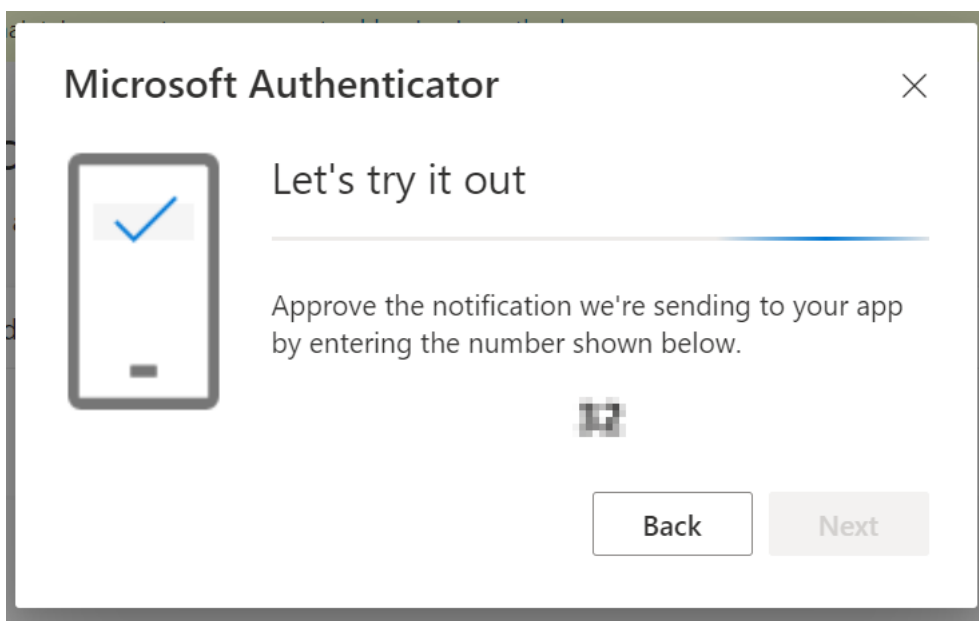 Microsoft Authenticator
Let's try it out
Approve the notification we're sending to your app
by entering the number shown below.
Back
Next